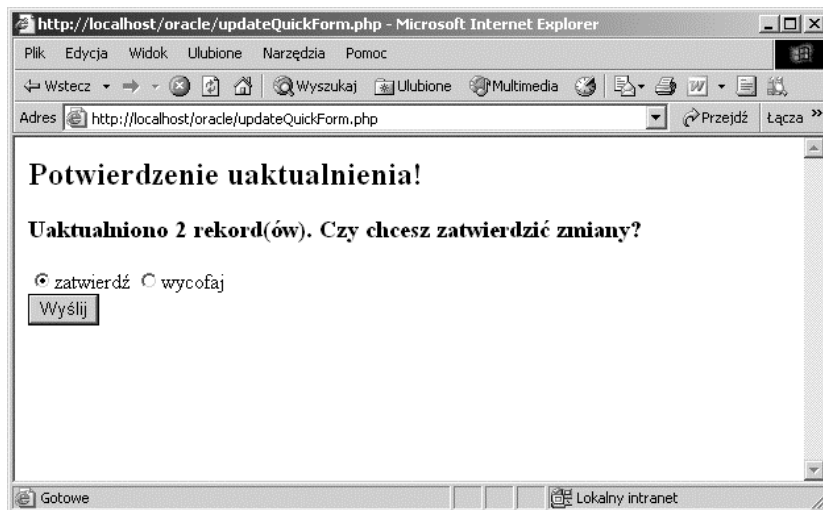 http://localhost/oracle/updateQuickForm.php - Microsoft Internet Explorer
Plik Edycja Widok Ulubione Narzędzia Pomoc
Wstecz Wyszukaj Ulubione Multimedia W
Adres http://localhost/oracle/updateQuickForm.php Przejdź Łącza »
Potwierdzenie uaktualnienia!
Uaktualniono 2 rekord(ów). Czy chcesz zatwierdzić zmiany?
zatwierdź wycofaj
Wyślij
Gotowe Lokalny intranet